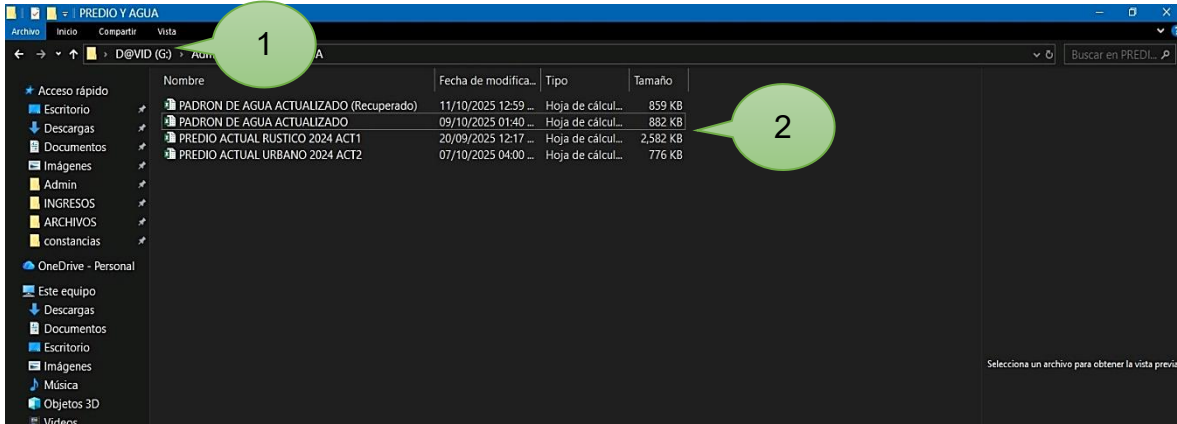 PREDIO Y AGUA
Archivo Inicio Compartir Vista
D@VID (G:) A
1
Buscar en PREDI...
Nombre Fecha de modifica... Tipo Tamaño
PADRON DE AGUA ACTUALIZADO (Recuperado) 11/10/2025 12:59 ... Hoja de cálcul... 859 KB
PADRON DE AGUA ACTUALIZADO 09/10/2025 01:40 ... Hoja de cálcul... 882 KB
PREDIO ACTUAL RUSTICO 2024 ACT1 20/09/2025 12:17 ... Hoja de cálcul... 2,582 KB
PREDIO ACTUAL URBANO 2024 ACT2 07/10/2025 04:00 ... Hoja de cálcul... 776 KB
2
Acceso rápido
Escritorio
Descargas
Documentos
Imágenes
Admin
INGRESOS
ARCHIVOS
constancias
OneDrive - Personal
Este equipo
Descargas
Documentos
Escritorio
Imágenes
Música
Objetos 3D
Videos
Selecciona un archivo para obtener la vista previa